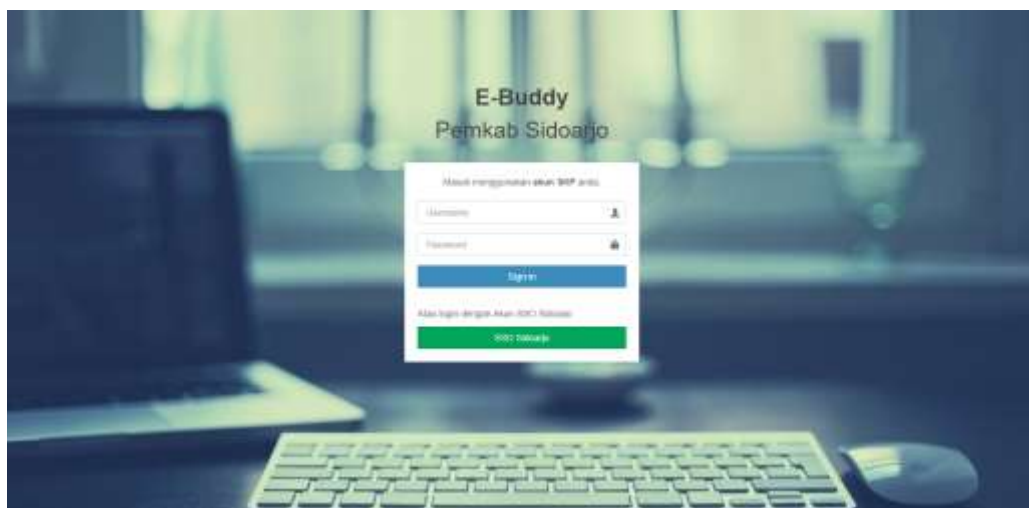 E-Buddy
Pemkab Sidoarjo
Masuk menggunakan akun SKP anda
Username
Password
Sign In
Atau login dengan Akun SSO Sidoarjo
SSO Sidoarjo